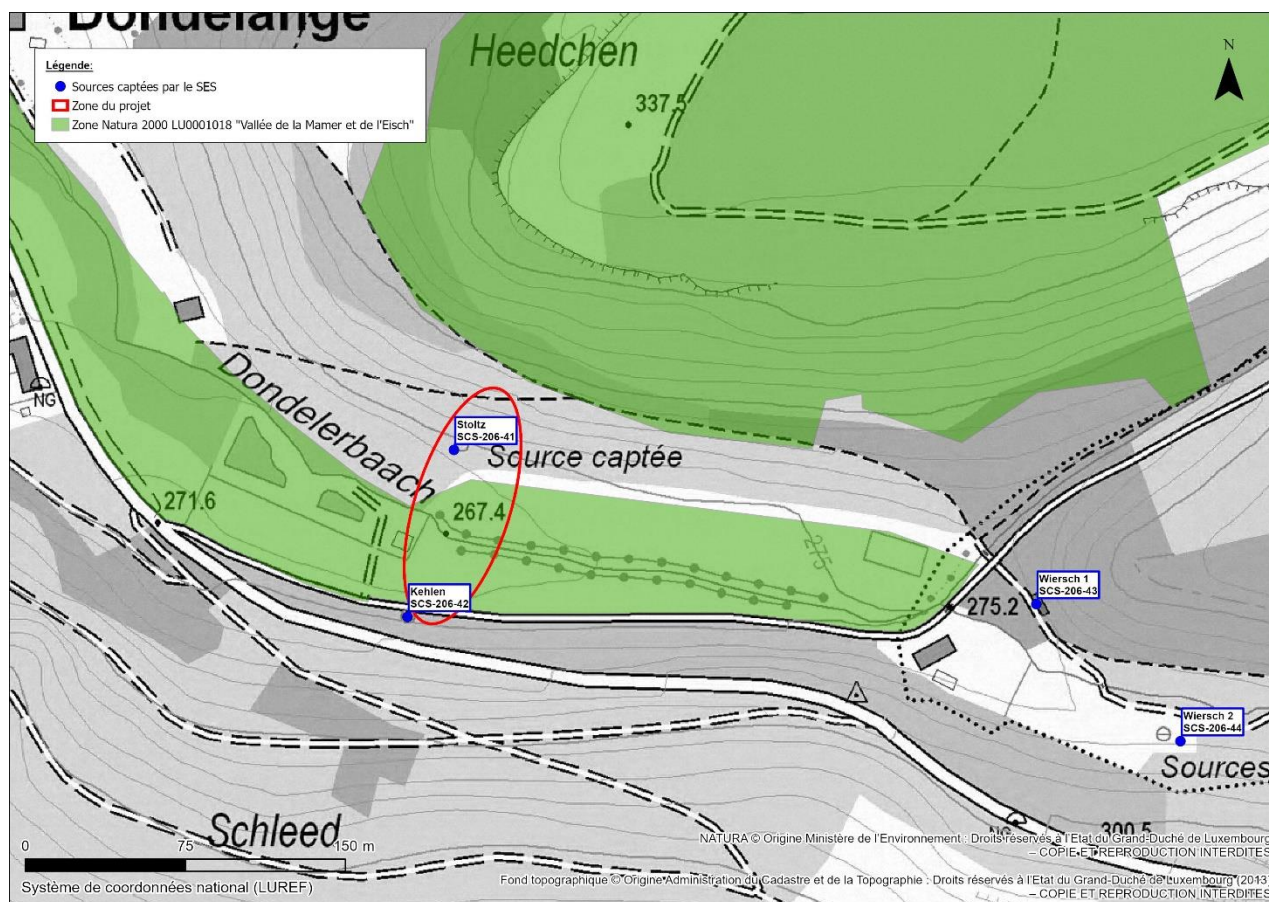 Dondelange
Heedchen
N
Légende:
Sources captées par le SES
Zone du projet
Zone Natura 2000 LU0001018 "Vallée de la Mamer et de l'Eisch"
337.5
NG
Dondelerbaach
Stoltz
SCS-206-41
Source captée
271.6
267.4
275
Kehlen
SCS-206-42
Wiersch 1
SCS-206-43
275.2
Wiersch 2
SCS-206-44
Sources
Schleed
NG
300.5
0 75 150 m
Système de coordonnées national (LUREF)
NATURA © Origine Ministère de l'Environnement : Droits réservés à l'Etat du Grand-Duché de Luxembourg
– COPIE ET REPRODUCTION INTERDITES
Fond topographique © Origine Administration du Cadastre et de la Topographie : Droits réservés à l'Etat du Grand-Duché de Luxembourg (2013)
– COPIE ET REPRODUCTION INTERDITES